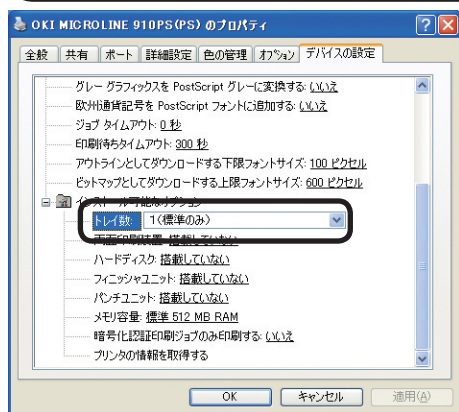 OKI MICROLINE 910PS(PS) のプロパティ
全般 共有 ポート 詳細設定 色の管理 オプション デバイスの設定
グレー グラフィックスを PostScript グレーに変換する: いいえ
欧州通貨記号を PostScript フォントに追加する: いいえ
ジョブ タイムアウト: 0 秒
印刷待ちタイムアウト: 300 秒
アウトラインとしてダウンロードする下限フォントサイズ: 100 ピクセル
ビットマップとしてダウンロードする上限フォントサイズ: 600 ピクセル
インストール可能なオプション
トレイ数: 1(標準のみ)
両面印刷装置: 搭載していない
ハードディスク: 搭載していない
フィニッシャユニット: 搭載していない
パンチユニット: 搭載していない
メモリ容量: 標準 512 MB RAM
暗号化認証印刷ジョブのみ印刷する: いいえ
プリンタの情報を取得する
OK キャンセル 適用(A)